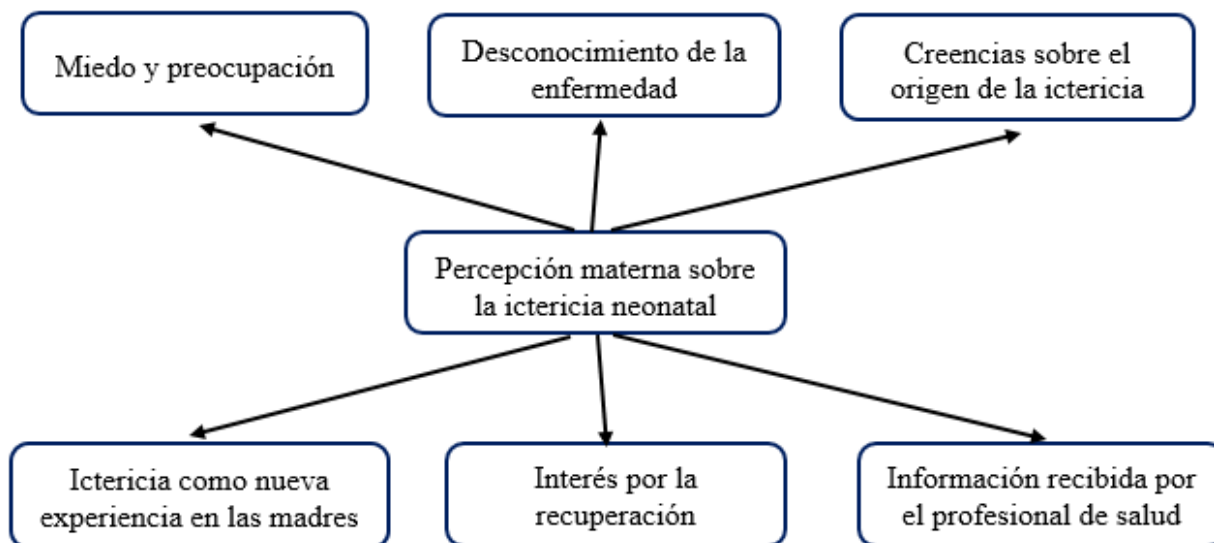 Miedo y preocupación
Desconocimiento de la
enfermedad
Creencias sobre el
origen de la ictericia
Percepción materna sobre
la ictericia neonatal
Ictericia como nueva
experiencia en las madres
Interés por la
recuperación
Información recibida por
el profesional de salud